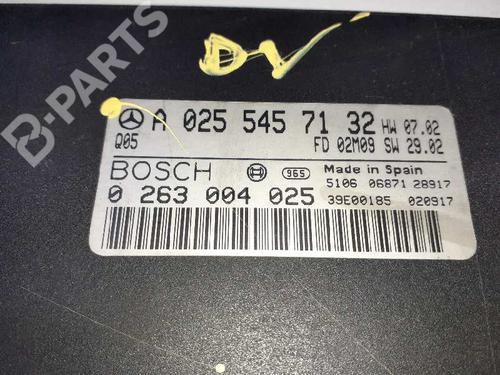 B-PARTS
A 025 545 71 32 HW 07.02
Q05 FD 02M09 SW 29.02
BOSCH 965 Made in Spain
5106 06871 28917
0 263 004 025 39E00185 020917